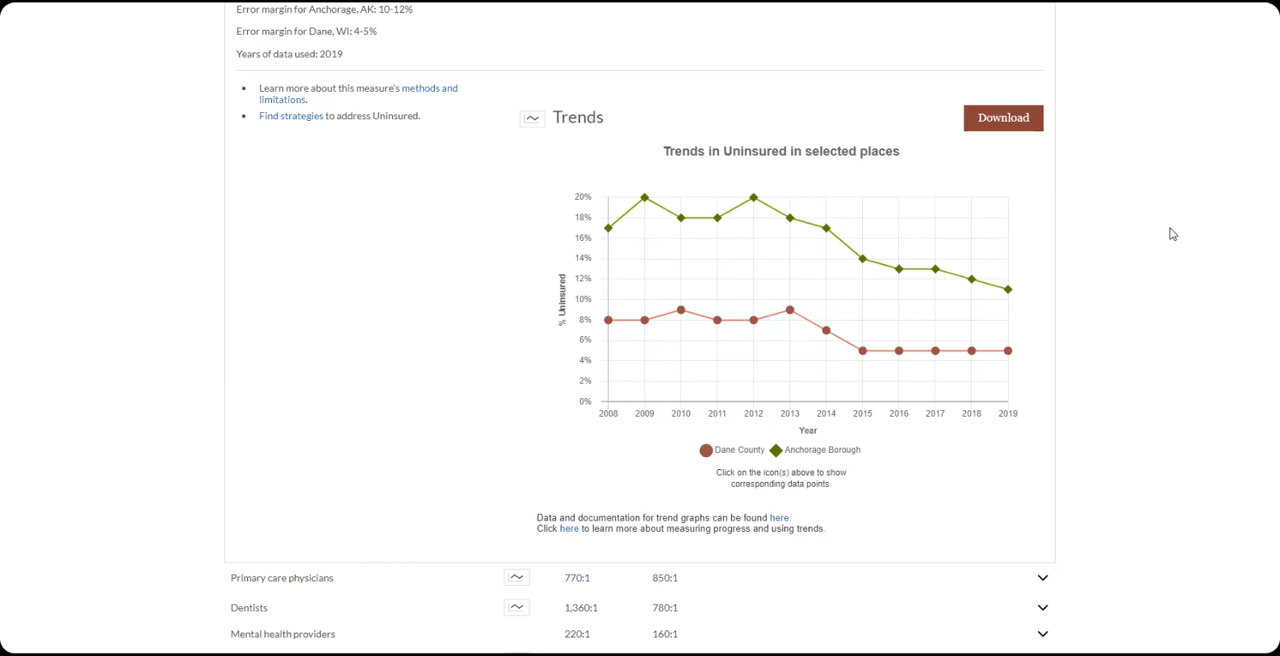 Error margin for Anchorage, AK: 10-12%
Error margin for Dane, WI: 4-5%
Years of data used: 2019
Learn more about this measure's methods and
limitations.
Find strategies to address Uninsured.
Trends
Download
Trends in Uninsured in selected places
20%
18%
16%
14%
12%
10%
8%
6%
4%
2%
0%
% Uninsured
2008 2009 2010 2011 2012 2013 2014 2015 2016 2017 2018 2019
Year
Dane County Anchorage Borough
Click on the icon(s) above to show
corresponding data points.
Data and documentation for trend graphs can be found here.
Click here to learn more about measuring progress and using trends.
Primary care physicians 770:1 850:1
Dentists 1,360:1 780:1
Mental health providers 220:1 160:1